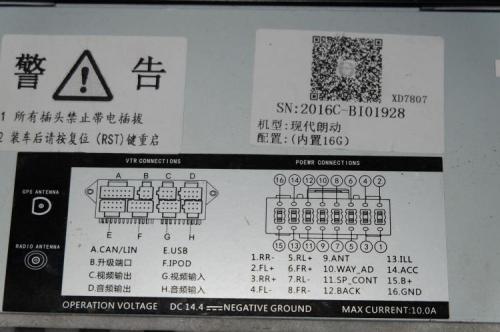 警 告
1 所有插头禁止带电插拔
2 装车后请按复位 (RST)键重启
XD7807
SN:2016C-BI01928
机型:现代朗动
配置:(内置16G)
VTR CONNECTIONS
POEWR CONNECTIONS
GPS ANTENNA
RADIO ANTENNA
A B C D
E F G H
16 14 12 10 8 6 4 2
15 13 11 9 7 5 3 1
A.CAN/LIN E.USB
B.升级端口 F.IPOD
C.视频输出 G.视频输入
D.音频输出 H.音频输入
1.RR- 5.RL+ 9.ANT 13.ILL
2.FL+ 6.FR+ 10.WAY_AD 14.ACC
3.RR+ 7.RL- 11.SP_CONT 15.B+
4.FL- 8.FR- 12.BACK 16.GND
OPERATION VOLTAGE DC 14.4 NEGATIVE GROUND MAX CURRENT:10.0A